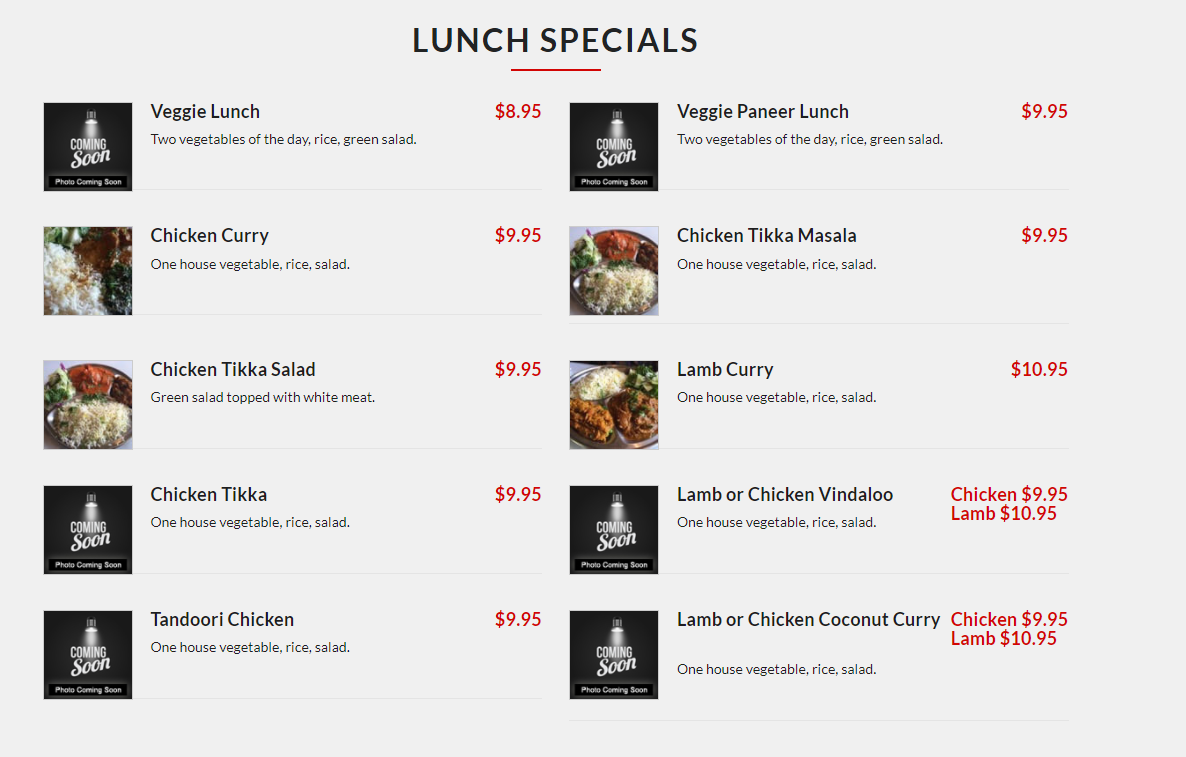 LUNCH SPECIALS
COMING
Soon
Photo Coming Soon
Veggie Lunch $8.95
Two vegetables of the day, rice, green salad.
COMING
Soon
Photo Coming Soon
Veggie Paneer Lunch $9.95
Two vegetables of the day, rice, green salad.
Chicken Curry $9.95
One house vegetable, rice, salad.
Chicken Tikka Masala $9.95
One house vegetable, rice, salad.
Chicken Tikka Salad $9.95
Green salad topped with white meat.
Lamb Curry $10.95
One house vegetable, rice, salad.
COMING
Soon
Photo Coming Soon
Chicken Tikka $9.95
One house vegetable, rice, salad.
COMING
Soon
Photo Coming Soon
Lamb or Chicken Vindaloo Chicken $9.95
Lamb $10.95
One house vegetable, rice, salad.
COMING
Soon
Photo Coming Soon
Tandoori Chicken $9.95
One house vegetable, rice, salad.
COMING
Soon
Photo Coming Soon
Lamb or Chicken Coconut Curry Chicken $9.95
Lamb $10.95
One house vegetable, rice, salad.